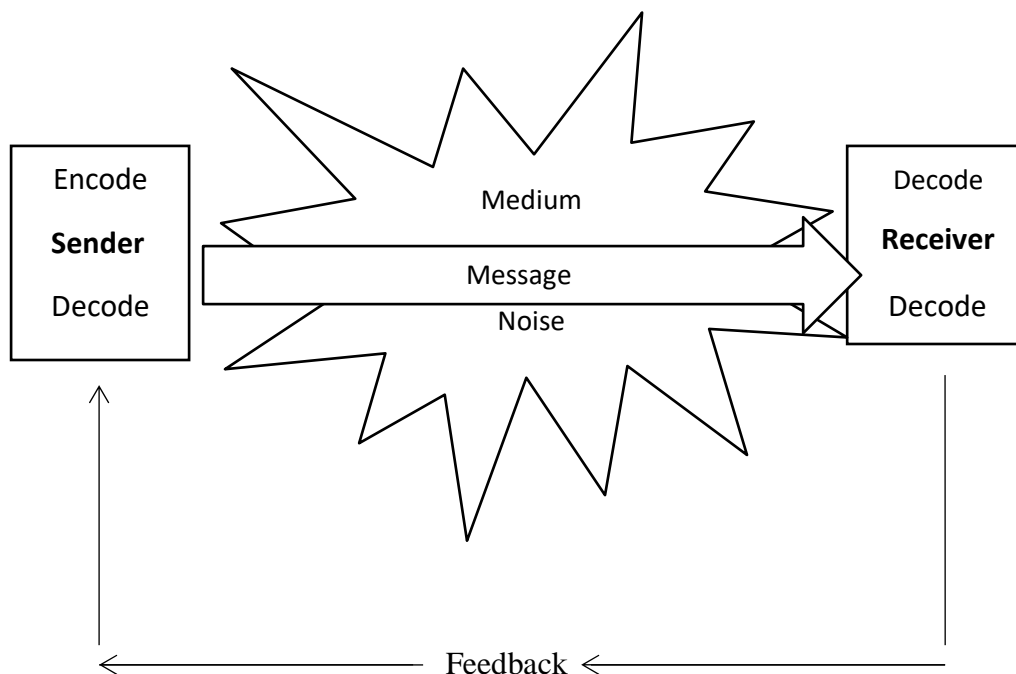 Encode
Sender
Decode
Medium
Message
Noise
Decode
Receiver
Decode
Feedback